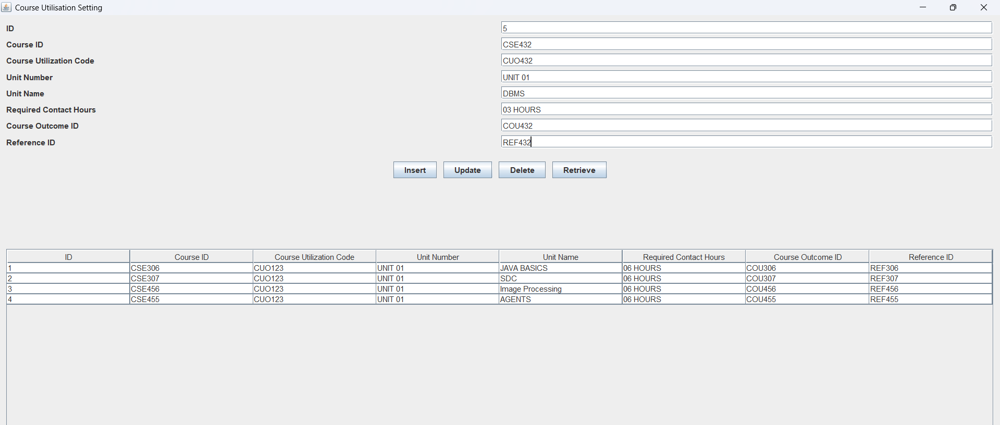 Course Utilisation Setting
ID 5
Course ID CSE432
Course Utilization Code CUO432
Unit Number UNIT 01
Unit Name DBMS
Required Contact Hours 03 HOURS
Course Outcome ID COU432
Reference ID REF432
Insert Update Delete Retrieve
ID Course ID Course Utilization Code Unit Number Unit Name Required Contact Hours Course Outcome ID Reference ID
1 CSE306 CUO123 UNIT 01 JAVA BASICS 06 HOURS COU306 REF306
2 CSE307 CUO123 UNIT 01 SDC 06 HOURS COU307 REF307
3 CSE456 CUO123 UNIT 01 Image Processing 06 HOURS COU456 REF456
4 CSE455 CUO123 UNIT 01 AGENTS 06 HOURS COU455 REF455